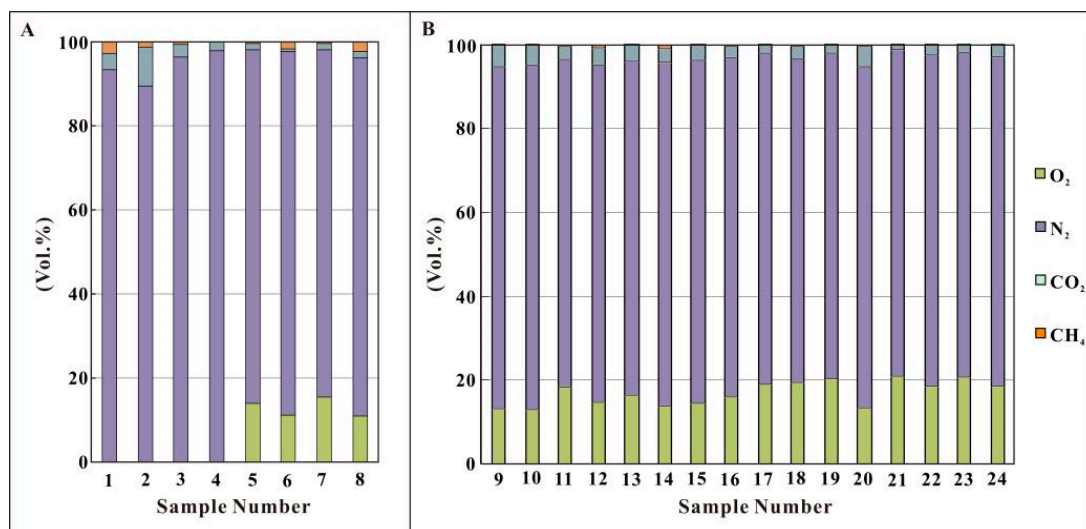 A
100
80
60
40
20
0
(Vol.%)
1 2 3 4 5 6 7 8
Sample Number
B
100
80
60
40
20
0
(Vol.%)
9 10 11 12 13 14 15 16 17 18 19 20 21 22 23 24
Sample Number
O₂
N₂
CO₂
CH₄